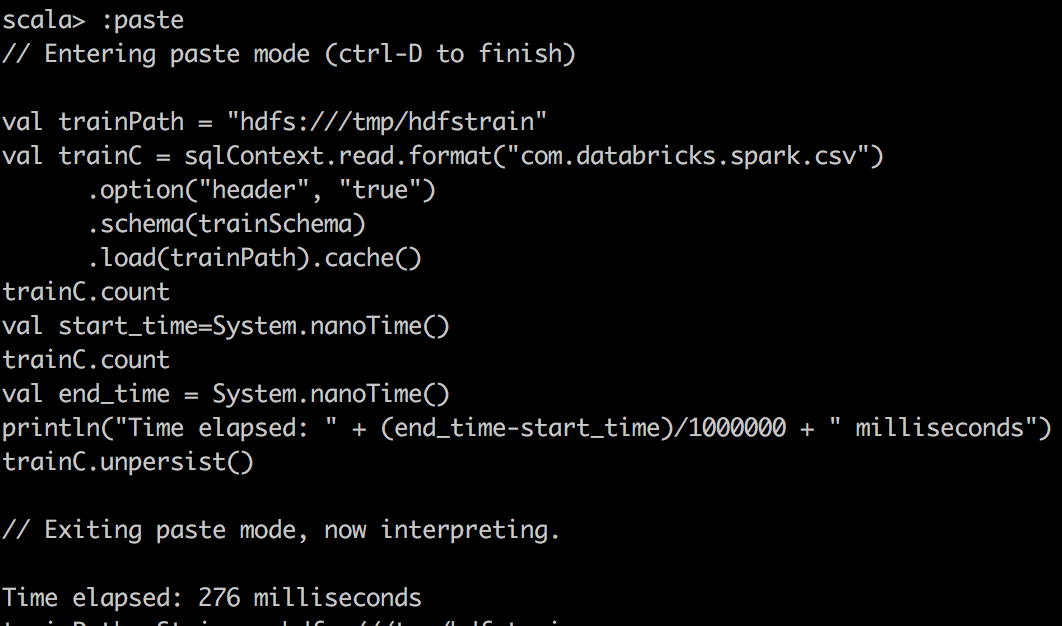 scala> :paste
// Entering paste mode (ctrl-D to finish)
val trainPath = "hdfs:///tmp/hdfstrain"
val trainC = sqlContext.read.format("com.databricks.spark.csv")
.option("header", "true")
.schema(trainSchema)
.load(trainPath).cache()
trainC.count
val start_time=System.nanoTime()
trainC.count
val end_time = System.nanoTime()
println("Time elapsed: " + (end_time-start_time)/1000000 + " milliseconds")
trainC.unpersist()
// Exiting paste mode, now interpreting.
Time elapsed: 276 milliseconds